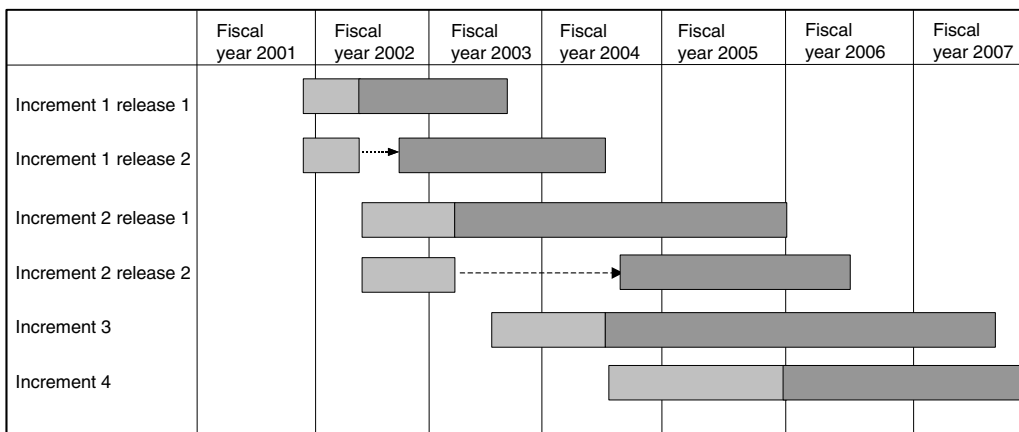 Fiscal
year 2001
Fiscal
year 2002
Fiscal
year 2003
Fiscal
year 2004
Fiscal
year 2005
Fiscal
year 2006
Fiscal
year 2007
Increment 1 release 1
Increment 1 release 2
Increment 2 release 1
Increment 2 release 2
Increment 3
Increment 4